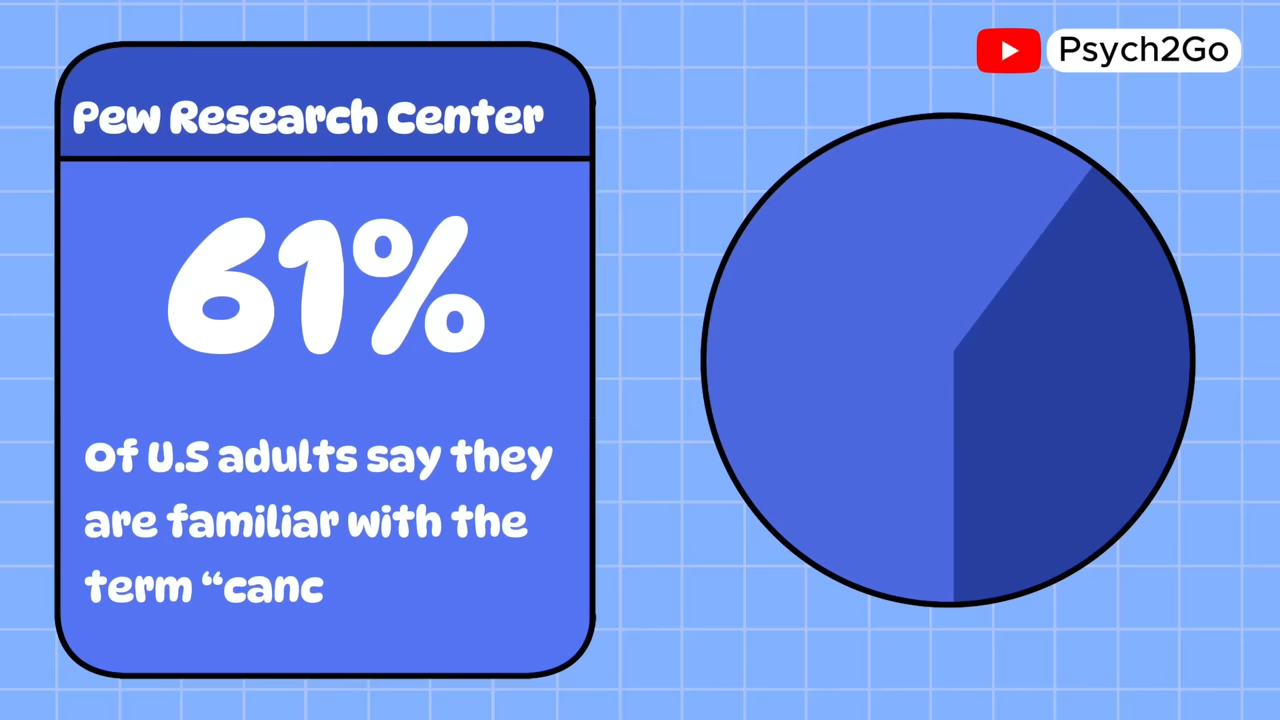 Pew Research Center
61%
Of U.S adults say they
are familiar with the
term “canc
Psych2Go